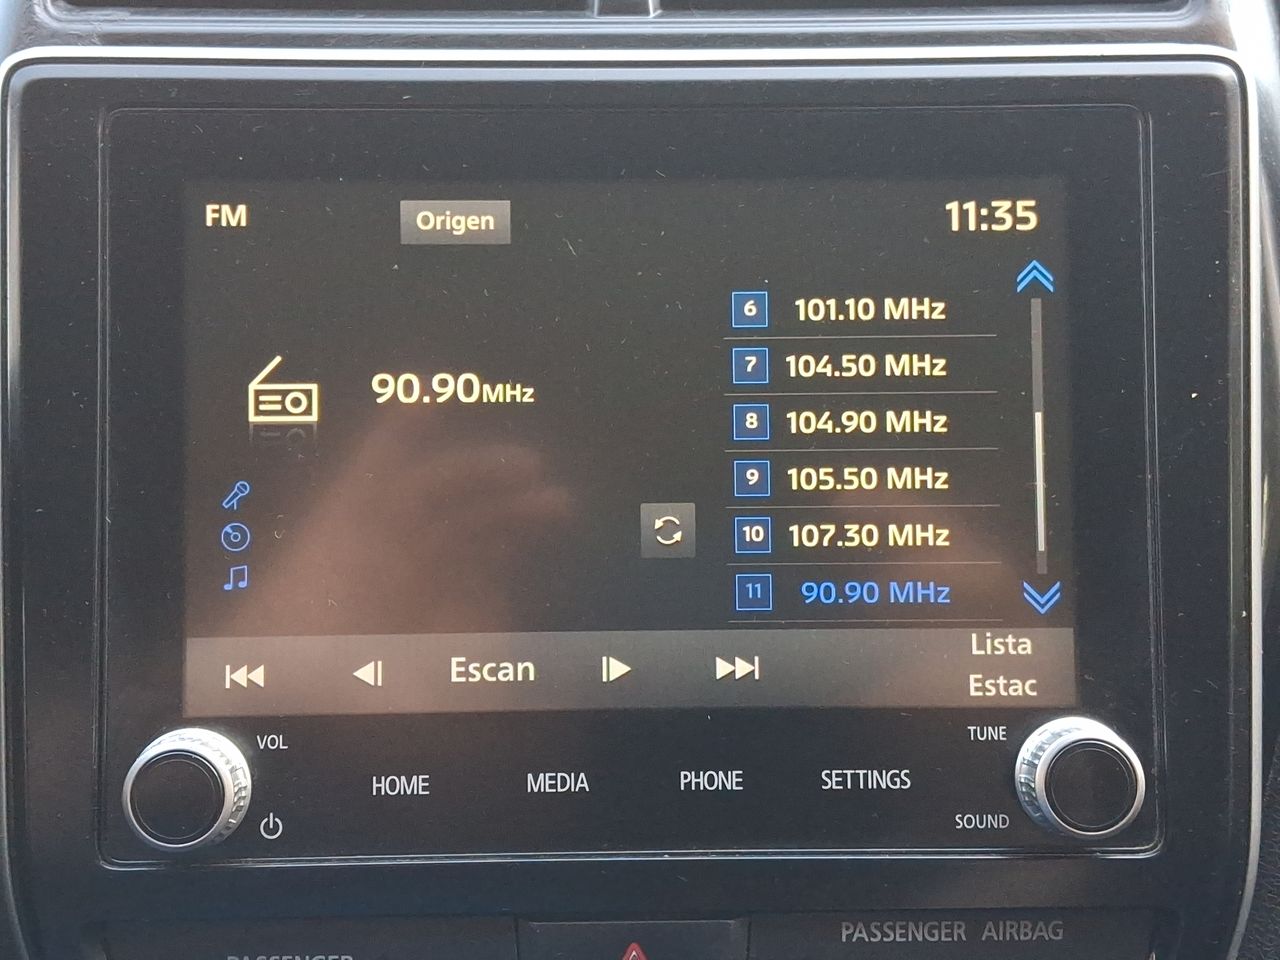 FM
Origen
11:35
90.90MHz
6 101.10 MHz
7 104.50 MHz
8 104.90 MHz
9 105.50 MHz
10 107.30 MHz
11 90.90 MHz
Escan
Lista
Estac
VOL
TUNE
HOME
MEDIA
PHONE
SETTINGS
SOUND
PASSENGER AIRBAG
PASSENGER